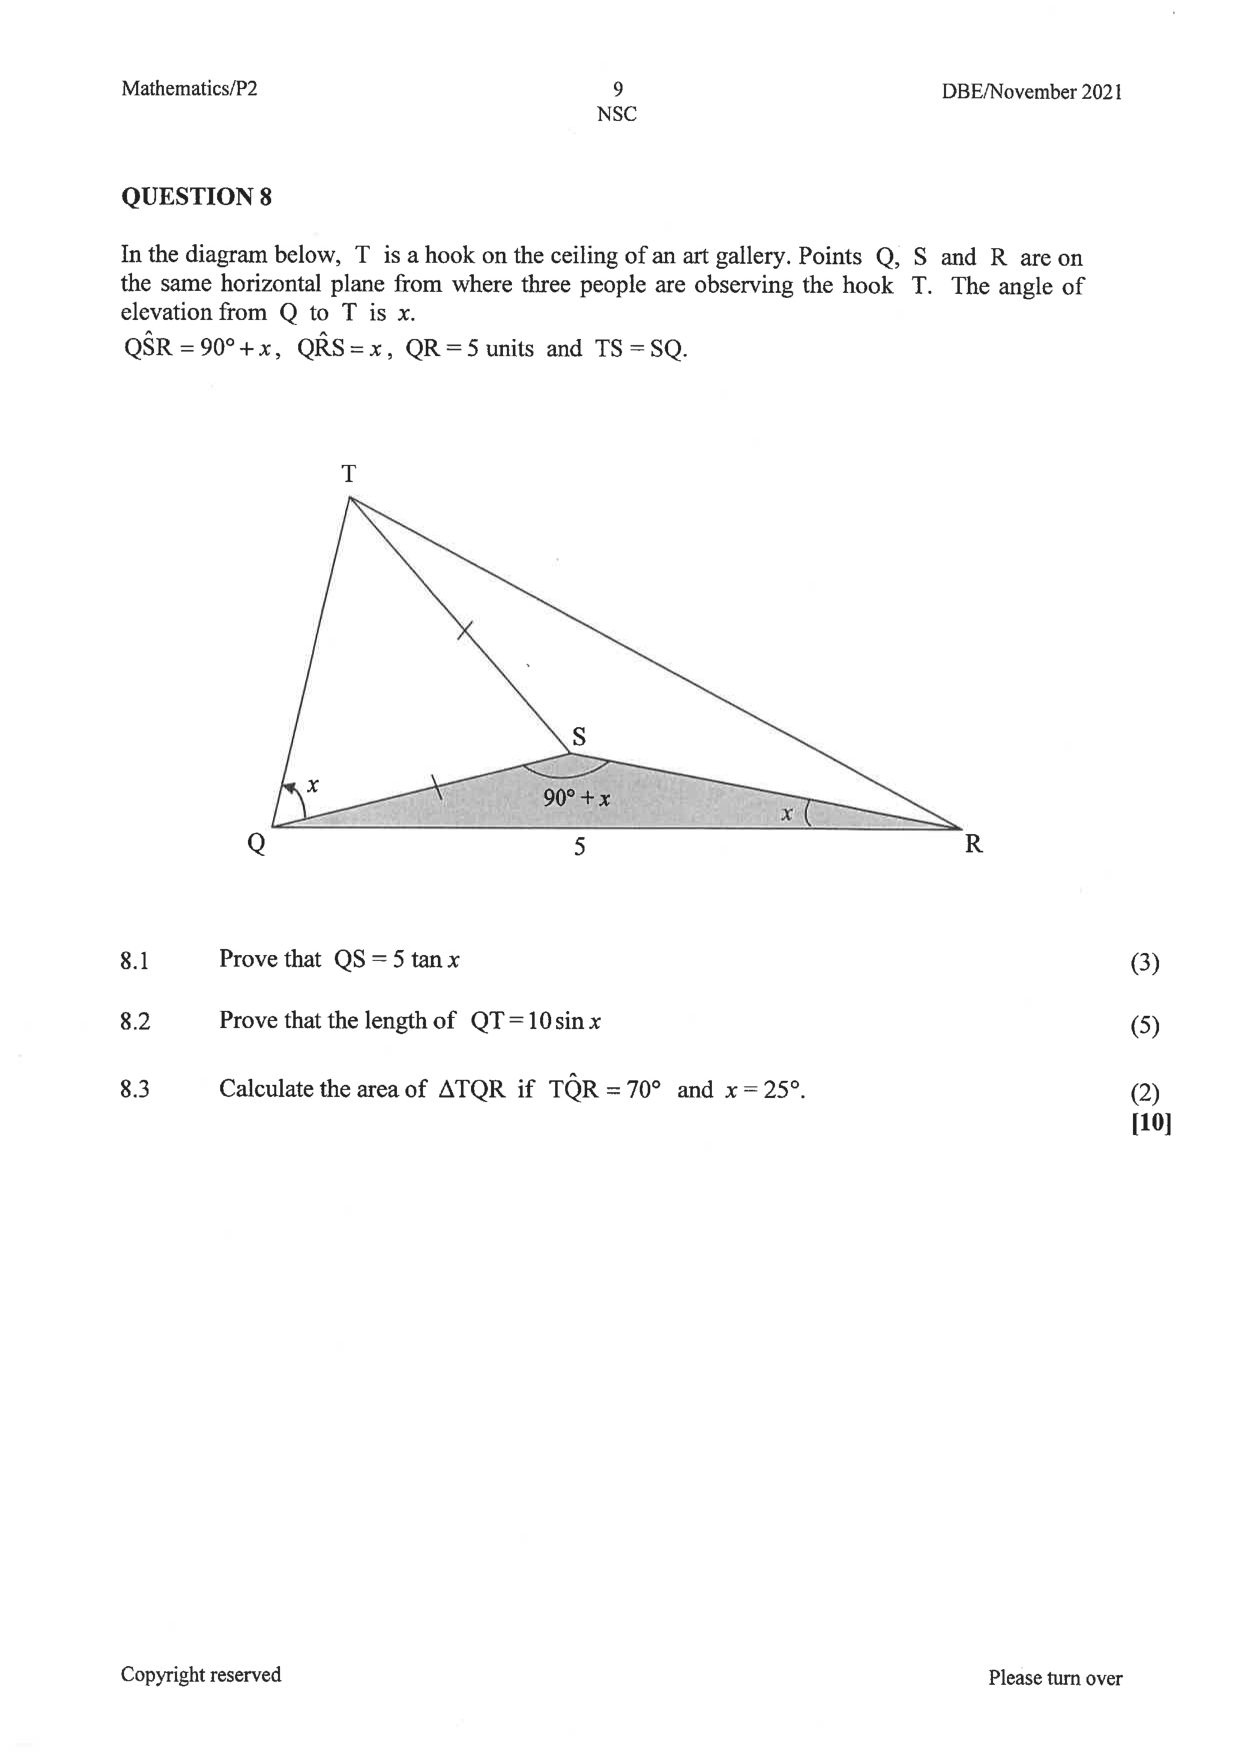 Mathematics/P2
9
DBE/November 2021
NSC
QUESTION 8
In the diagram below, T is a hook on the ceiling of an art gallery. Points Q, S and R are on
the same horizontal plane from where three people are observing the hook T. The angle of
elevation from Q to T is x.
QŜR = 90° + x, QR̂S = x, QR = 5 units and TS = SQ.
T
S
x
90° + x
x
Q
5
R
8.1 Prove that QS = 5 tan x (3)
8.2 Prove that the length of QT = 10 sin x (5)
8.3 Calculate the area of ΔTQR if TQ̂R = 70° and x = 25°. (2)
[10]
Copyright reserved
Please turn over